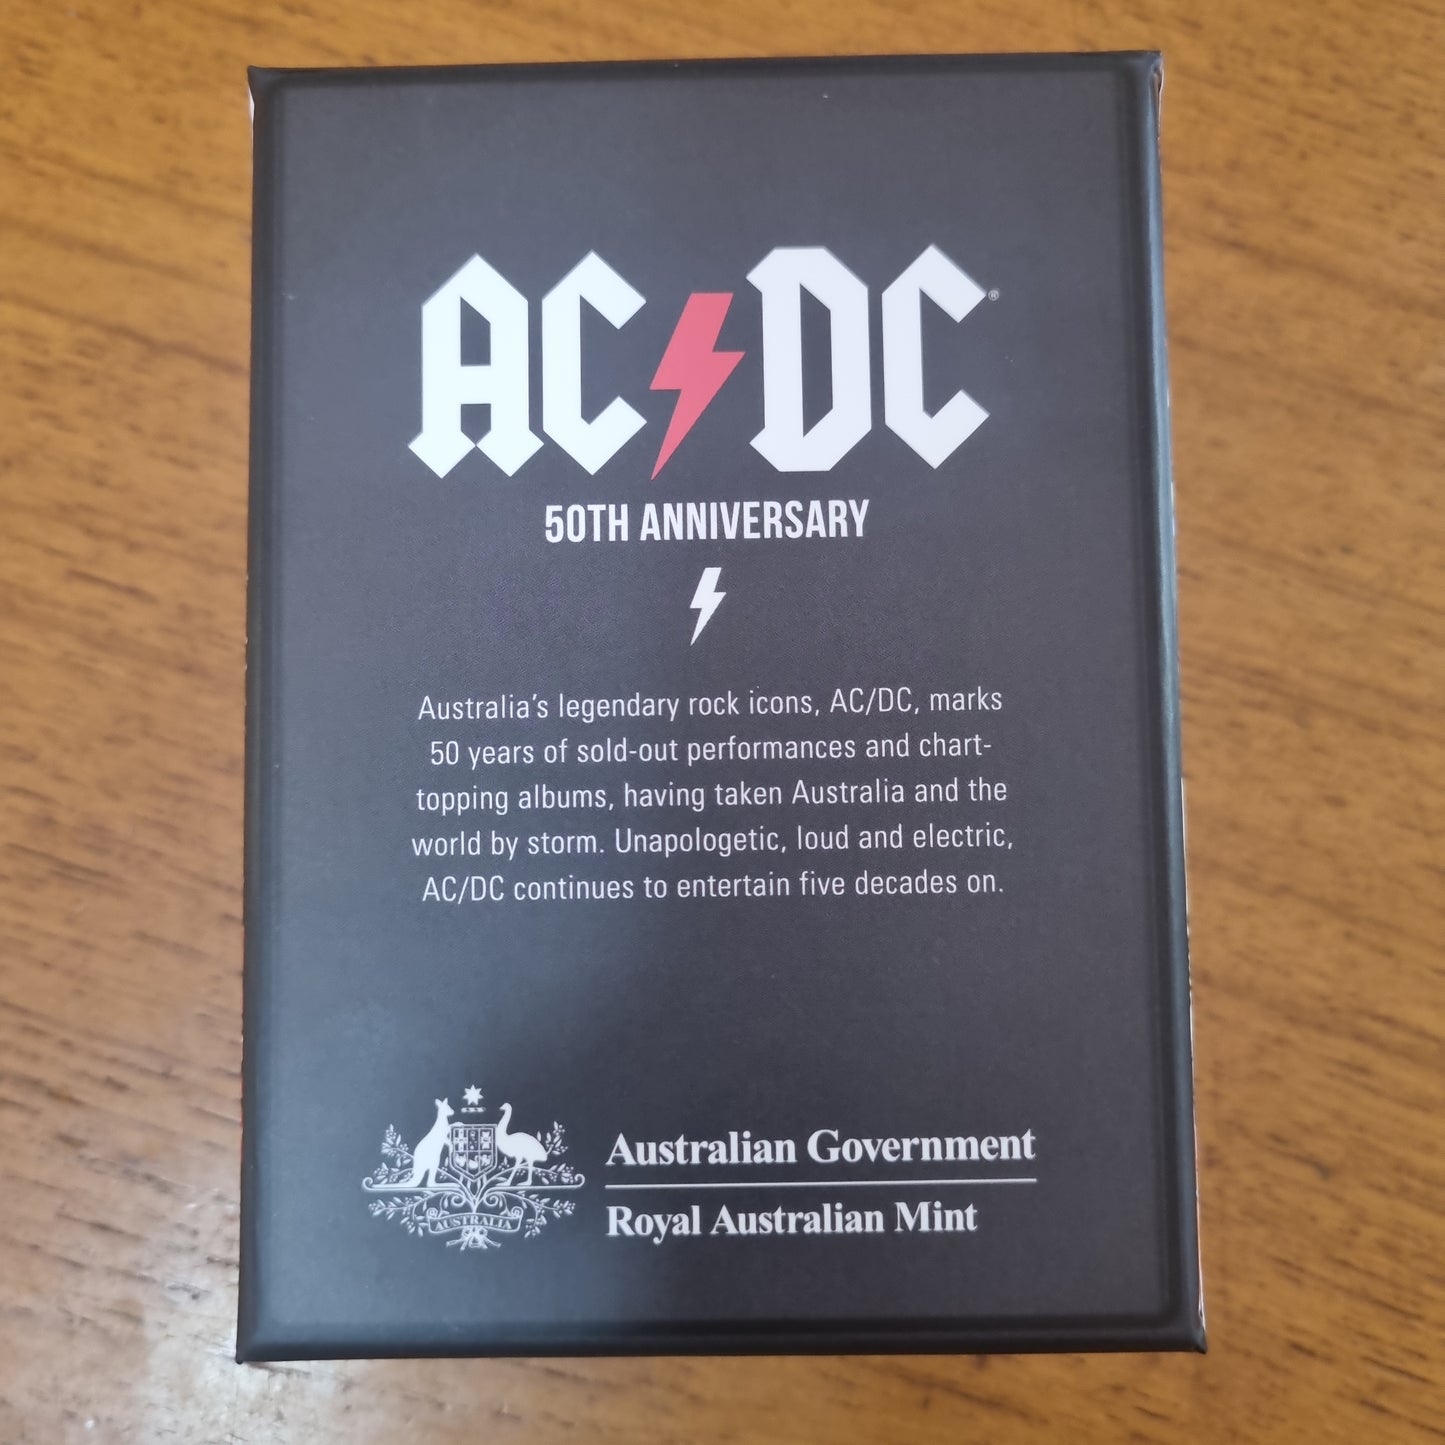 AC⚡DC®
50TH ANNIVERSARY
Australia's legendary rock icons, AC/DC, marks
50 years of sold-out performances and chart-
topping albums, having taken Australia and the
world by storm. Unapologetic, loud and electric,
AC/DC continues to entertain five decades on.
AUSTRALIA
Australian Government
Royal Australian Mint